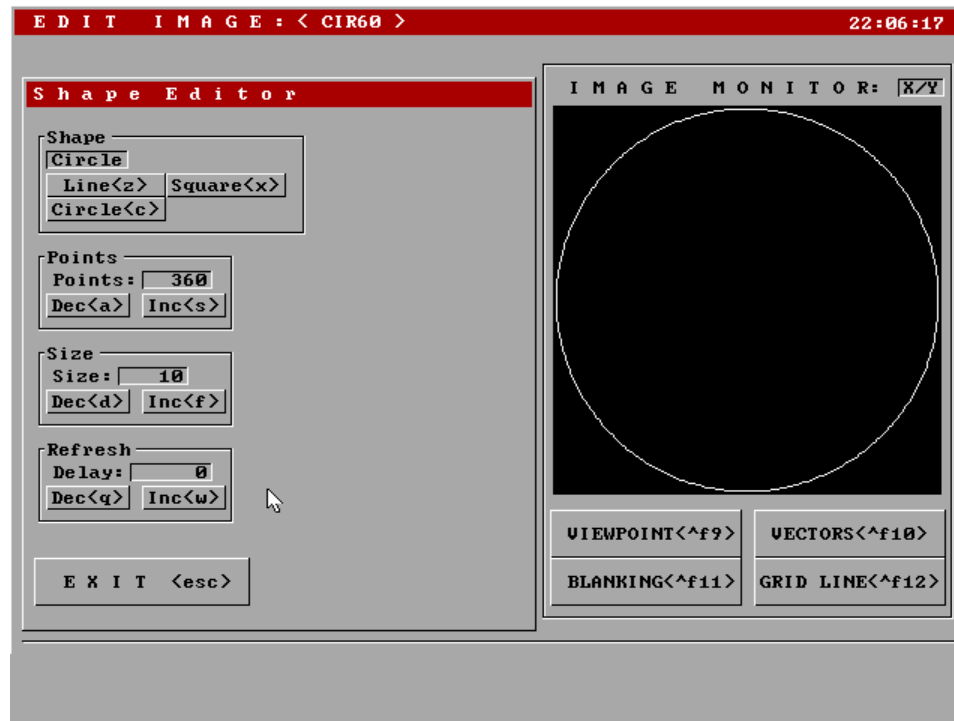 E D I T   I M A G E : < CIR60 >   22:06:17
S h a p e   E d i t o r
Shape
Circle
Line<z> Square<x>
Circle<c>
Points
Points: 360
Dec<a> Inc<s>
Size
Size: 10
Dec<d> Inc<f>
Refresh
Delay: 0
Dec<q> Inc<w>
E X I T <esc>
I M A G E   M O N I T O R: X/Y
VIEWPOINT<^f9> VECTORS<^f10>
BLANKING<^f11> GRID LINE<^f12>